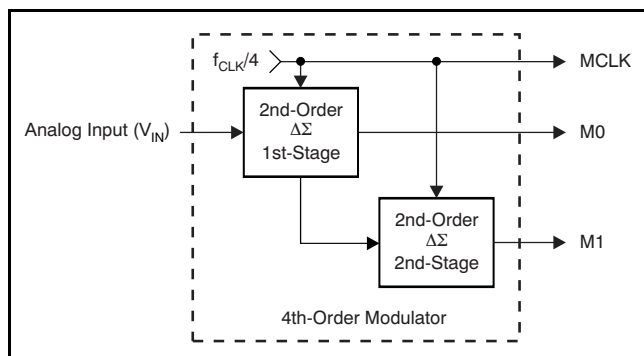 f_CLK/4
MCLK
Analog Input (V_IN)
2nd-Order
ΔΣ
1st-Stage
M0
2nd-Order
ΔΣ
2nd-Stage
M1
4th-Order Modulator